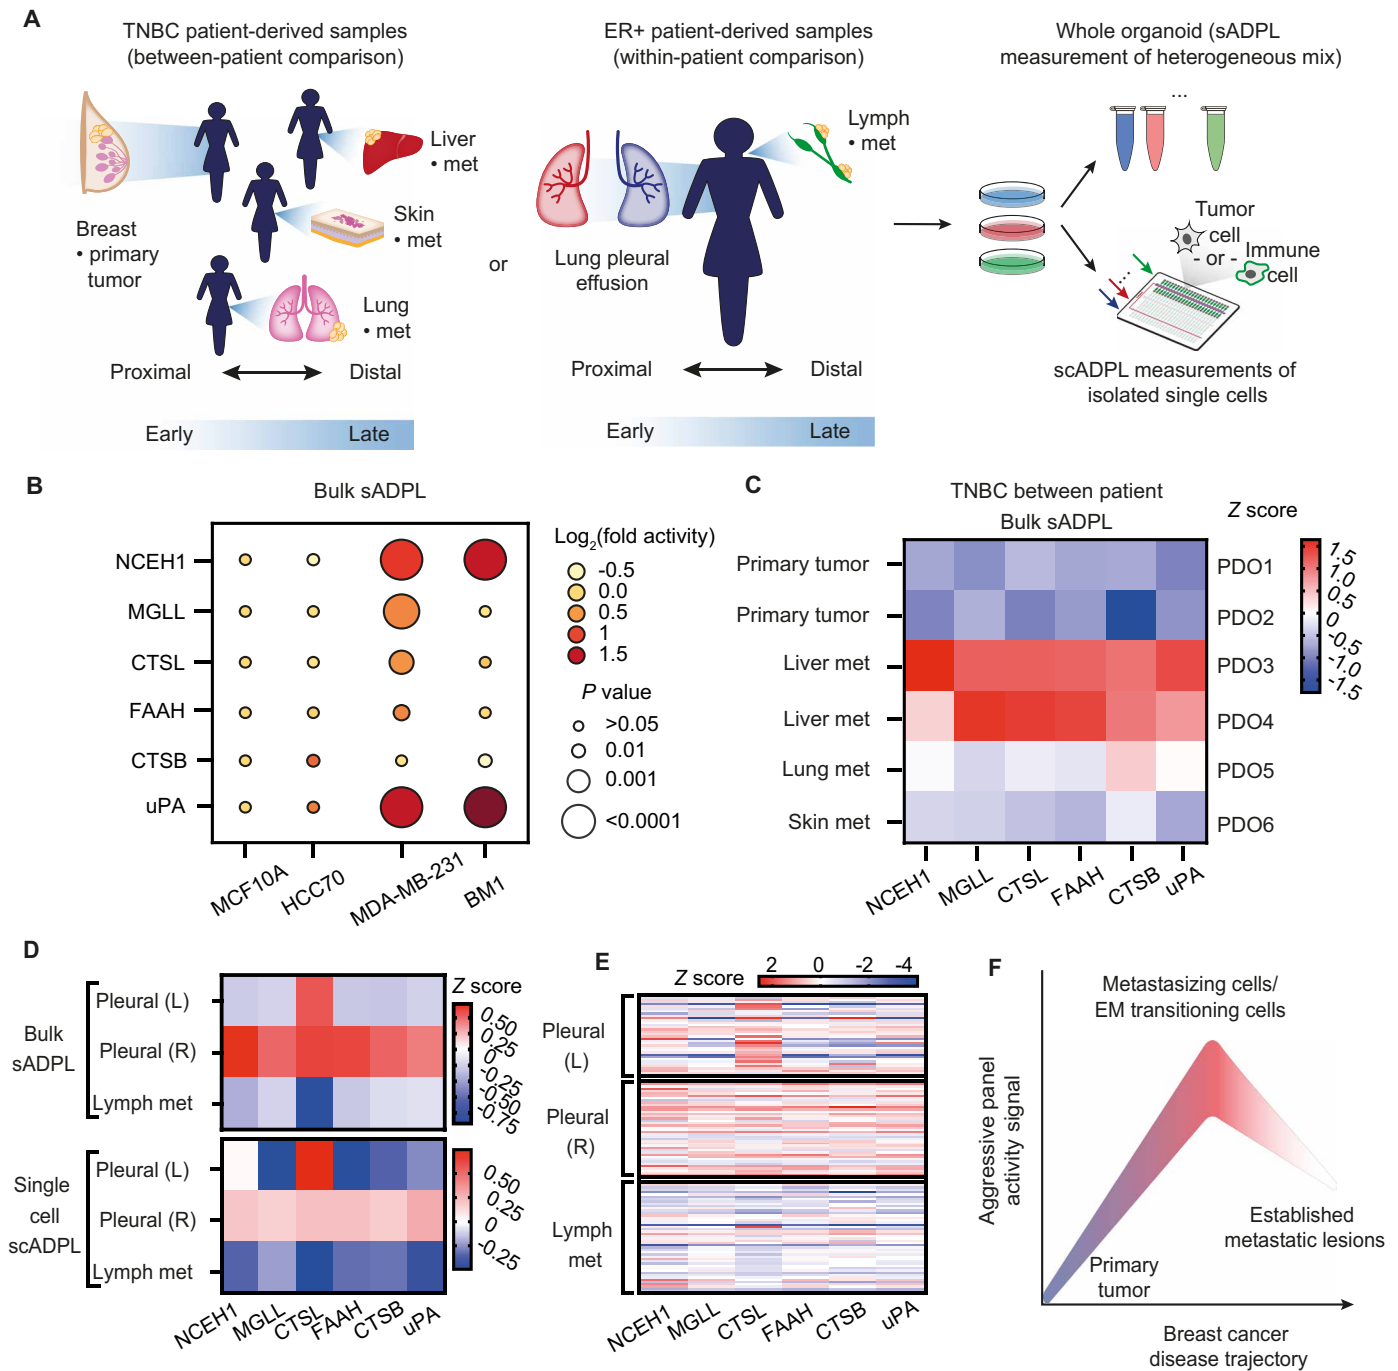 A
TNBC patient-derived samples
(between-patient comparison)
Liver
• met
Breast
• primary
tumor
Skin
• met
Lung
• met
Proximal
Distal
Early
Late
or
ER+ patient-derived samples
(within-patient comparison)
Lymph
• met
Lung pleural
effusion
Proximal
Distal
Early
Late
Whole organoid (sADPL
measurement of heterogeneous mix)
...
Tumor
cell
- or -
Immune
cell
...
scADPL measurements of
isolated single cells
B
Bulk sADPL
NCEH1
MGLL
CTSL
FAAH
CTSB
uPA
MCF10A
HCC70
MDA-MB-231
BM1
Log2(fold activity)
-0.5
0.0
0.5
1
1.5
P value
>0.05
0.01
0.001
<0.0001
C
TNBC between patient
Bulk sADPL
Z score
Primary tumor
Primary tumor
Liver met
Liver met
Lung met
Skin met
PDO1
PDO2
PDO3
PDO4
PDO5
PDO6
1.5
1.0
0.5
0
-0.5
-1.0
-1.5
NCEH1
MGLL
CTSL
FAAH
CTSB
uPA
D
Bulk
sADPL
Pleural (L)
Pleural (R)
Lymph met
Z score
0.50
0.25
0
-0.25
-0.50
-0.75
Single
cell
scADPL
Pleural (L)
Pleural (R)
Lymph met
0.50
0.25
0
-0.25
NCEH1
MGLL
CTSL
FAAH
CTSB
uPA
E
Z score
2
0
-2
-4
Pleural
(L)
Pleural
(R)
Lymph
met
NCEH1
MGLL
CTSL
FAAH
CTSB
uPA
F
Metastasizing cells/
EM transitioning cells
Aggressive panel
activity signal
Primary
tumor
Established
metastatic lesions
Breast cancer
disease trajectory